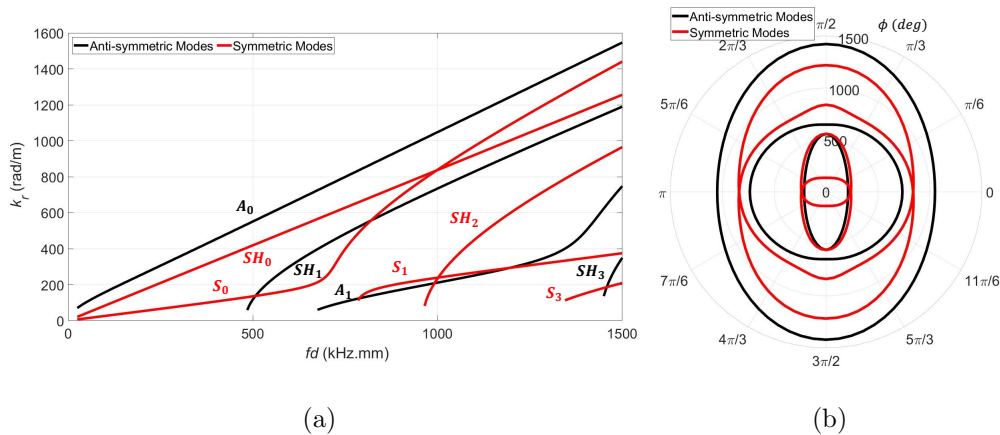 Anti-symmetric Modes Symmetric Modes
1600
1400
1200
1000
800
600
400
200
0
k_r (rad/m)
0 500 1000 1500
fd (kHz.mm)
A_0
SH_0
S_0
SH_1
A_1
S_1
SH_2
SH_3
S_3
(a)
Anti-symmetric Modes
Symmetric Modes
ϕ (deg)
π/2
1500
2π/3 π/3
1000
5π/6 π/6
500
π 0 0
7π/6 11π/6
4π/3 5π/3
3π/2
(b)